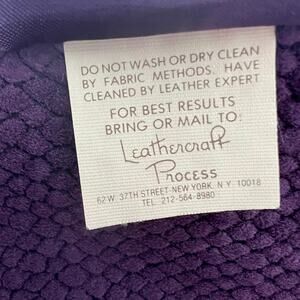 DO NOT WASH OR DRY CLEAN
BY FABRIC METHODS. HAVE
CLEANED BY LEATHER EXPERT
FOR BEST RESULTS
BRING OR MAIL TO:
Leathercraft
Process
62 W. 37TH STREET-NEW YORK, N.Y. 10018
TEL. 212-564-8980